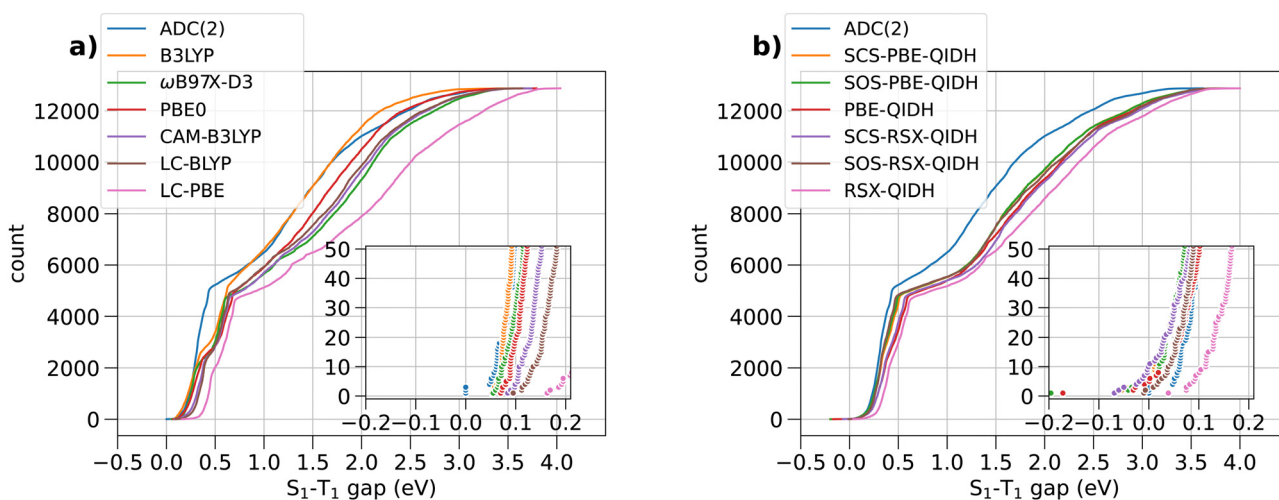 a)
ADC(2)
B3LYP
ωB97X-D3
PBE0
CAM-B3LYP
LC-BLYP
LC-PBE
count
12000
10000
8000
6000
4000
2000
0
50
40
30
20
10
0
−0.2 −0.1 0.0 0.1 0.2
−0.5 0.0 0.5 1.0 1.5 2.0 2.5 3.0 3.5 4.0
S1-T1 gap (eV)
b)
ADC(2)
SCS-PBE-QIDH
SOS-PBE-QIDH
PBE-QIDH
SCS-RSX-QIDH
SOS-RSX-QIDH
RSX-QIDH
count
12000
10000
8000
6000
4000
2000
0
50
40
30
20
10
0
−0.2 −0.1 0.0 0.1 0.2
−0.5 0.0 0.5 1.0 1.5 2.0 2.5 3.0 3.5 4.0
S1-T1 gap (eV)